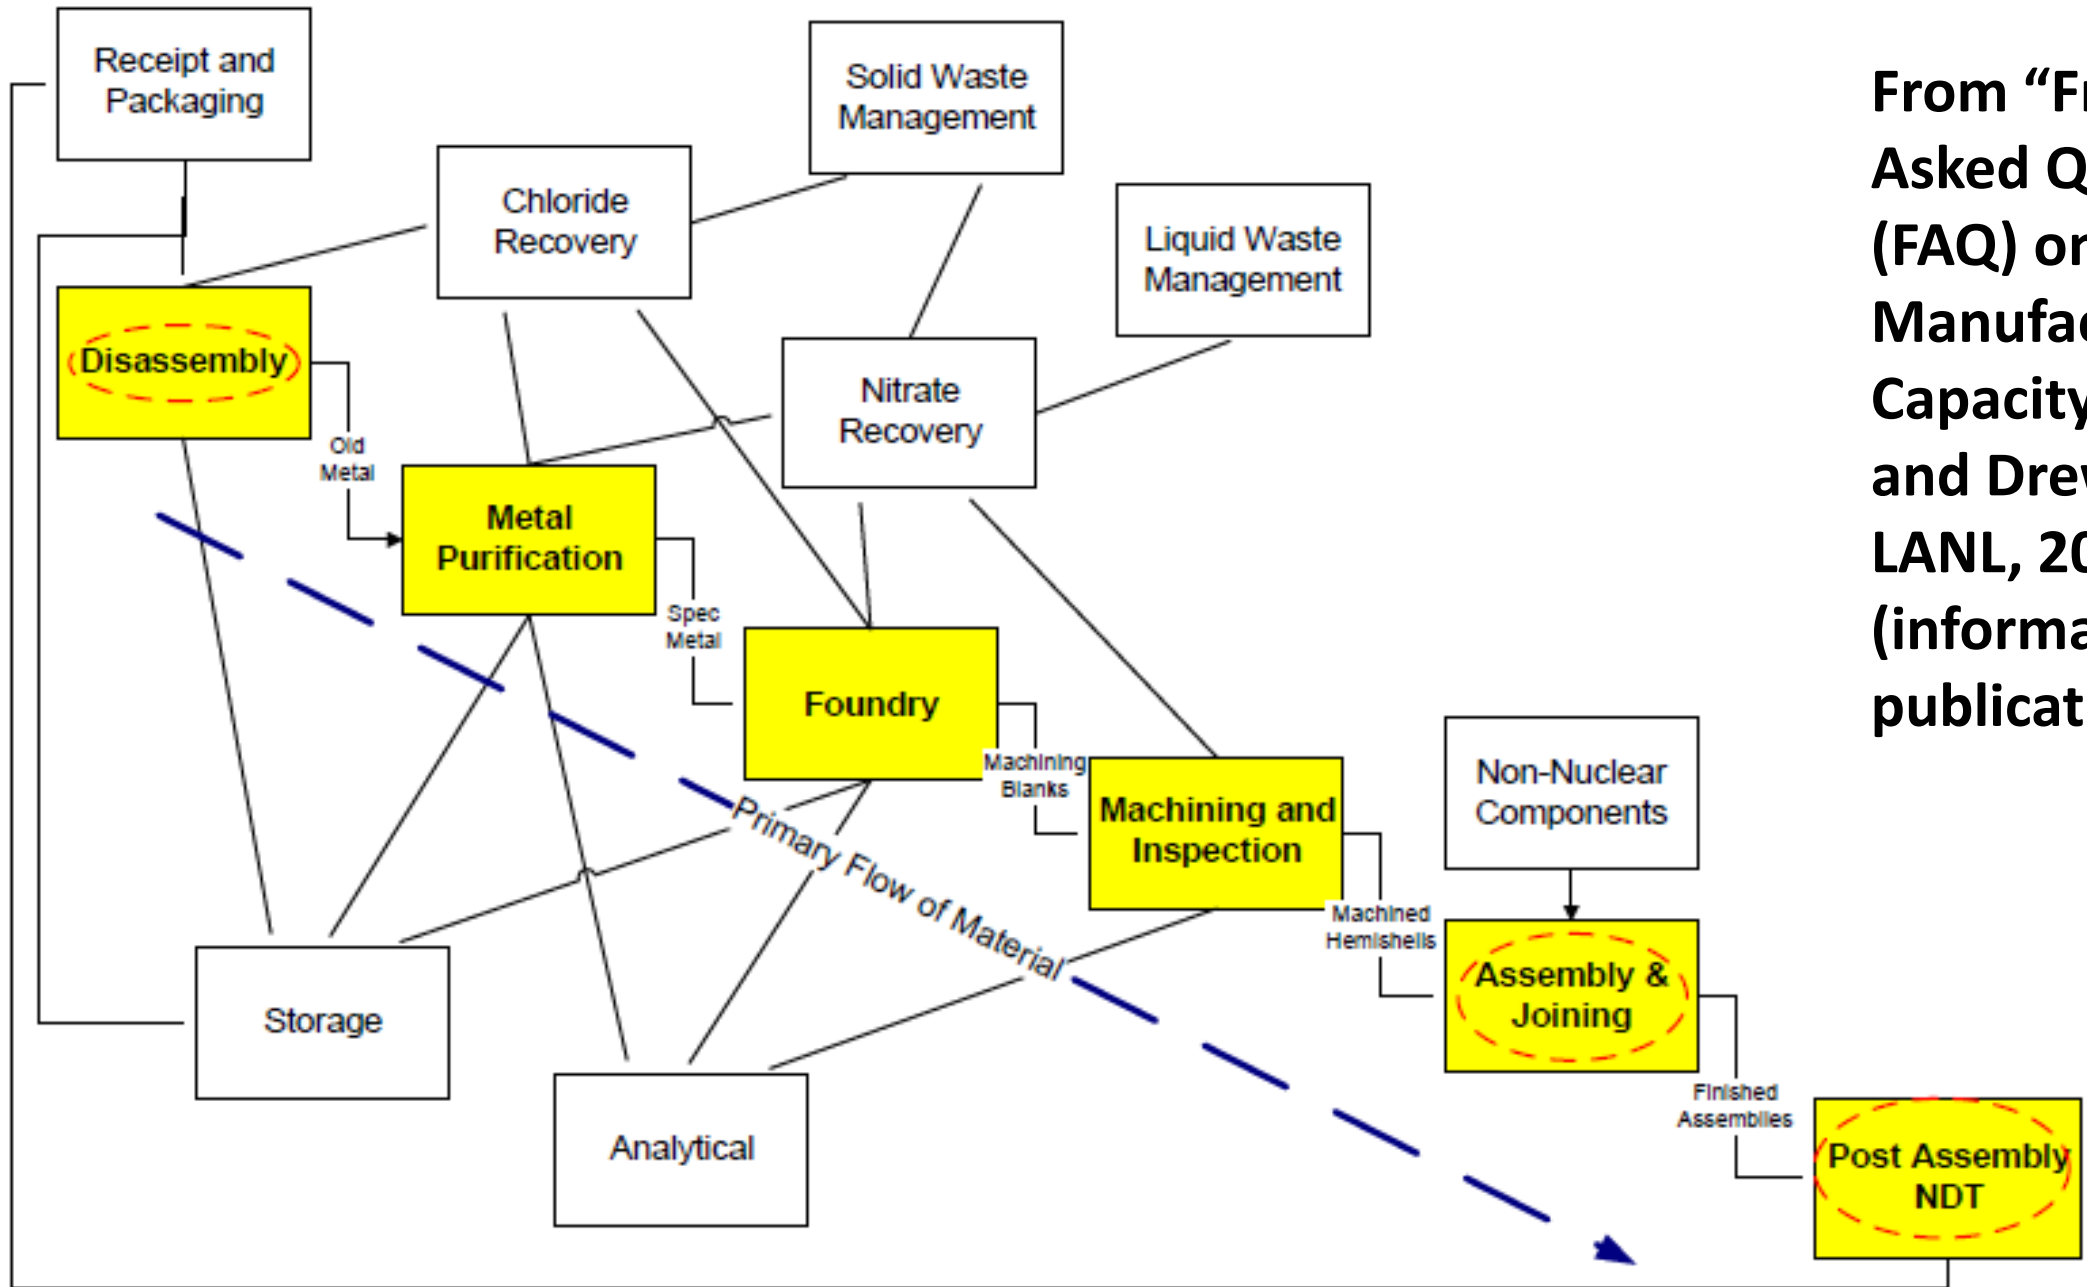 Receipt and
Packaging
Solid Waste
Management
Chloride
Recovery
Liquid Waste
Management
Disassembly
Nitrate
Recovery
Old
Metal
Metal
Purification
Spec
Metal
Foundry
Machining
Blanks
Machining and
Inspection
Non-Nuclear
Components
Primary Flow of Material
Machined
Hemishells
Assembly &
Joining
Storage
Analytical
Finished
Assemblies
Post Assembly
NDT
From “Fr
Asked Q
(FAQ) or
Manufac
Capacity
and Drew
LANL, 20
(informa
publicat